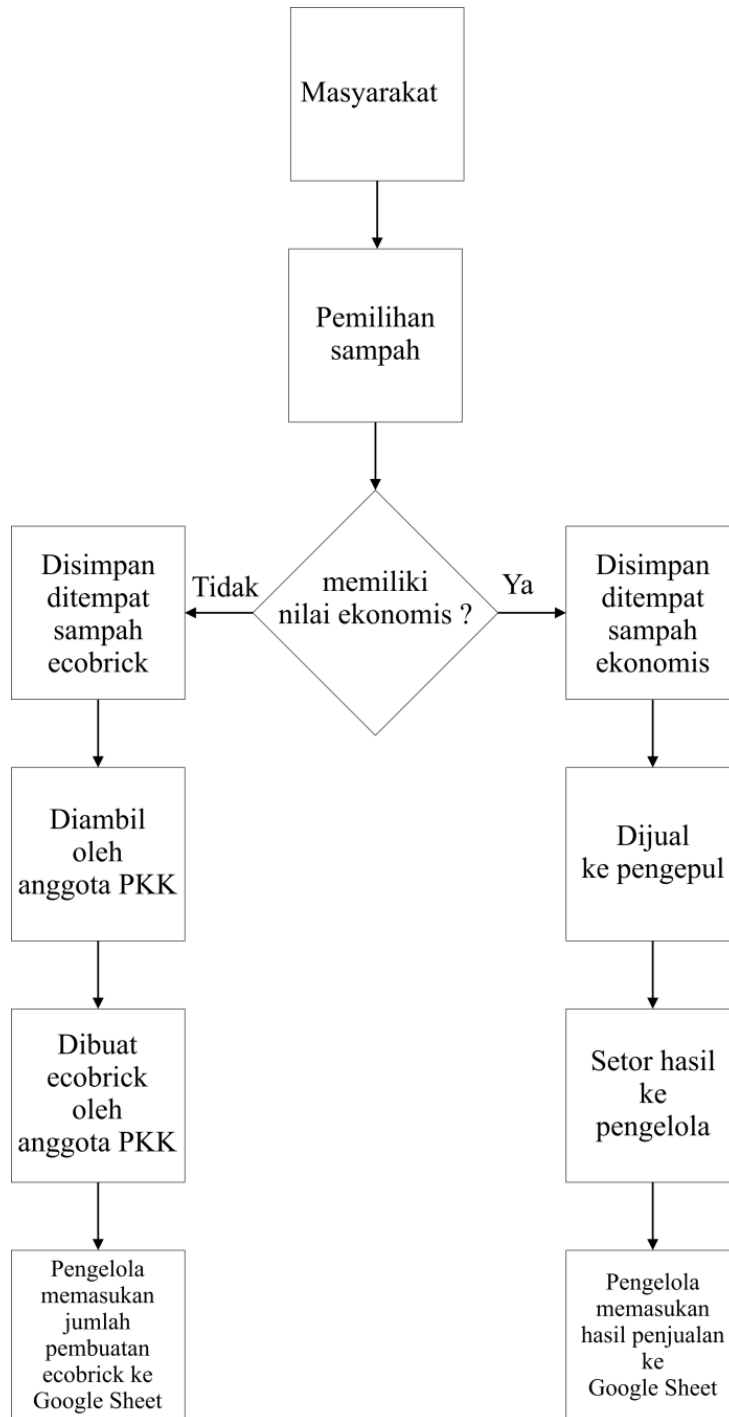 Masyarakat
Pemilihan
sampah
memiliki
nilai ekonomis ?
Tidak
Ya
Disimpan
ditempat
sampah
ecobrick
Diambil
oleh
anggota PKK
Dibuat
ecobrick
oleh
anggota PKK
Pengelola
memasukan
jumlah
pembuatan
ecobrick ke
Google Sheet
Disimpan
ditempat
sampah
ekonomis
Dijual
ke pengepul
Setor hasil
ke
pengelola
Pengelola
memasukan
hasil penjualan
ke
Google Sheet